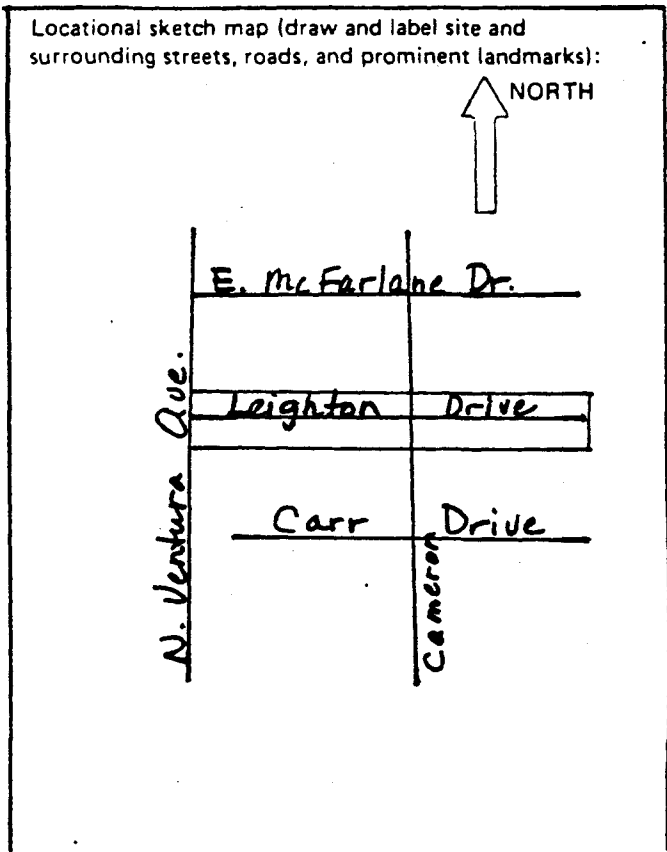 Locational sketch map (draw and label site and
surrounding streets, roads, and prominent landmarks):
NORTH
E. McFarlane Dr.
Leighton Drive
N. Ventura Ave.
Carr Drive
Cameron